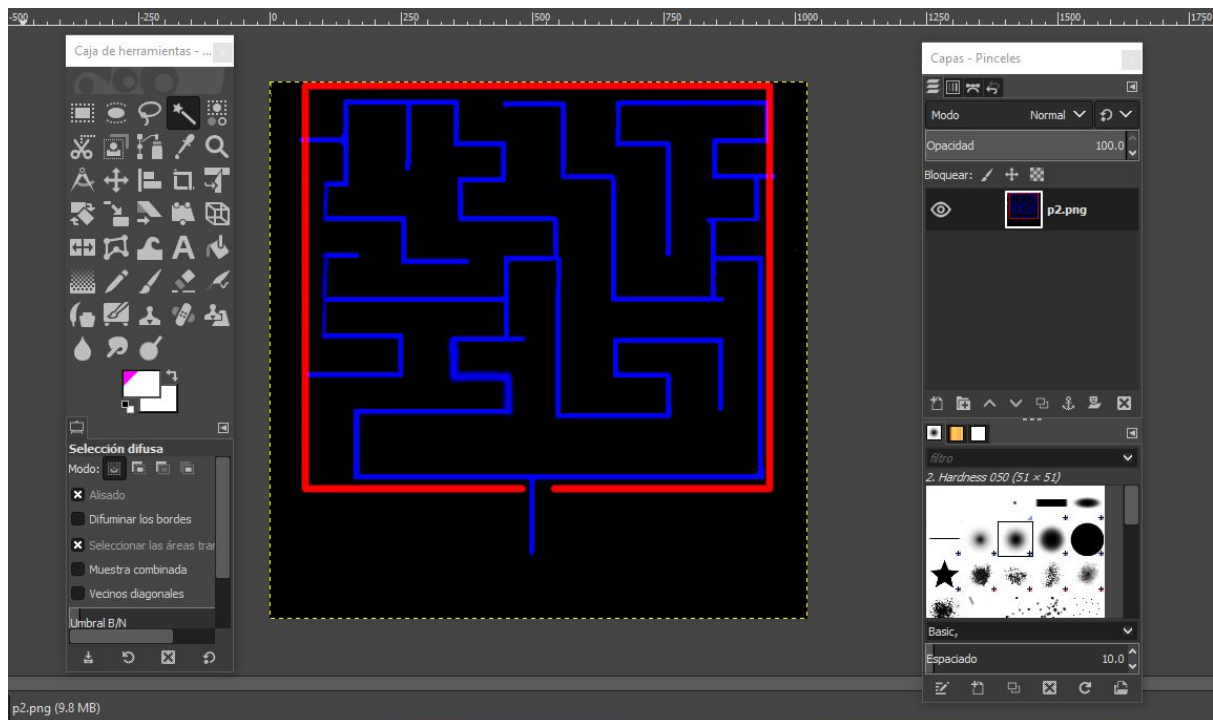 -500 -250 0 250 500 750 1000 1250 1500 1750
Caja de herramientas - ...
Selección difusa
Modo:
Alisado
Difuminar los bordes
Seleccionar las áreas tran
Muestra combinada
Vecinos diagonales
Umbral B/N
Capas - Pinceles
Modo Normal
Opacidad 100.0
Bloquear:
p2.png
filtro
2. Hardness 050 (51 × 51)
Basic,
Espaciado 10.0
p2.png (9.8 MB)